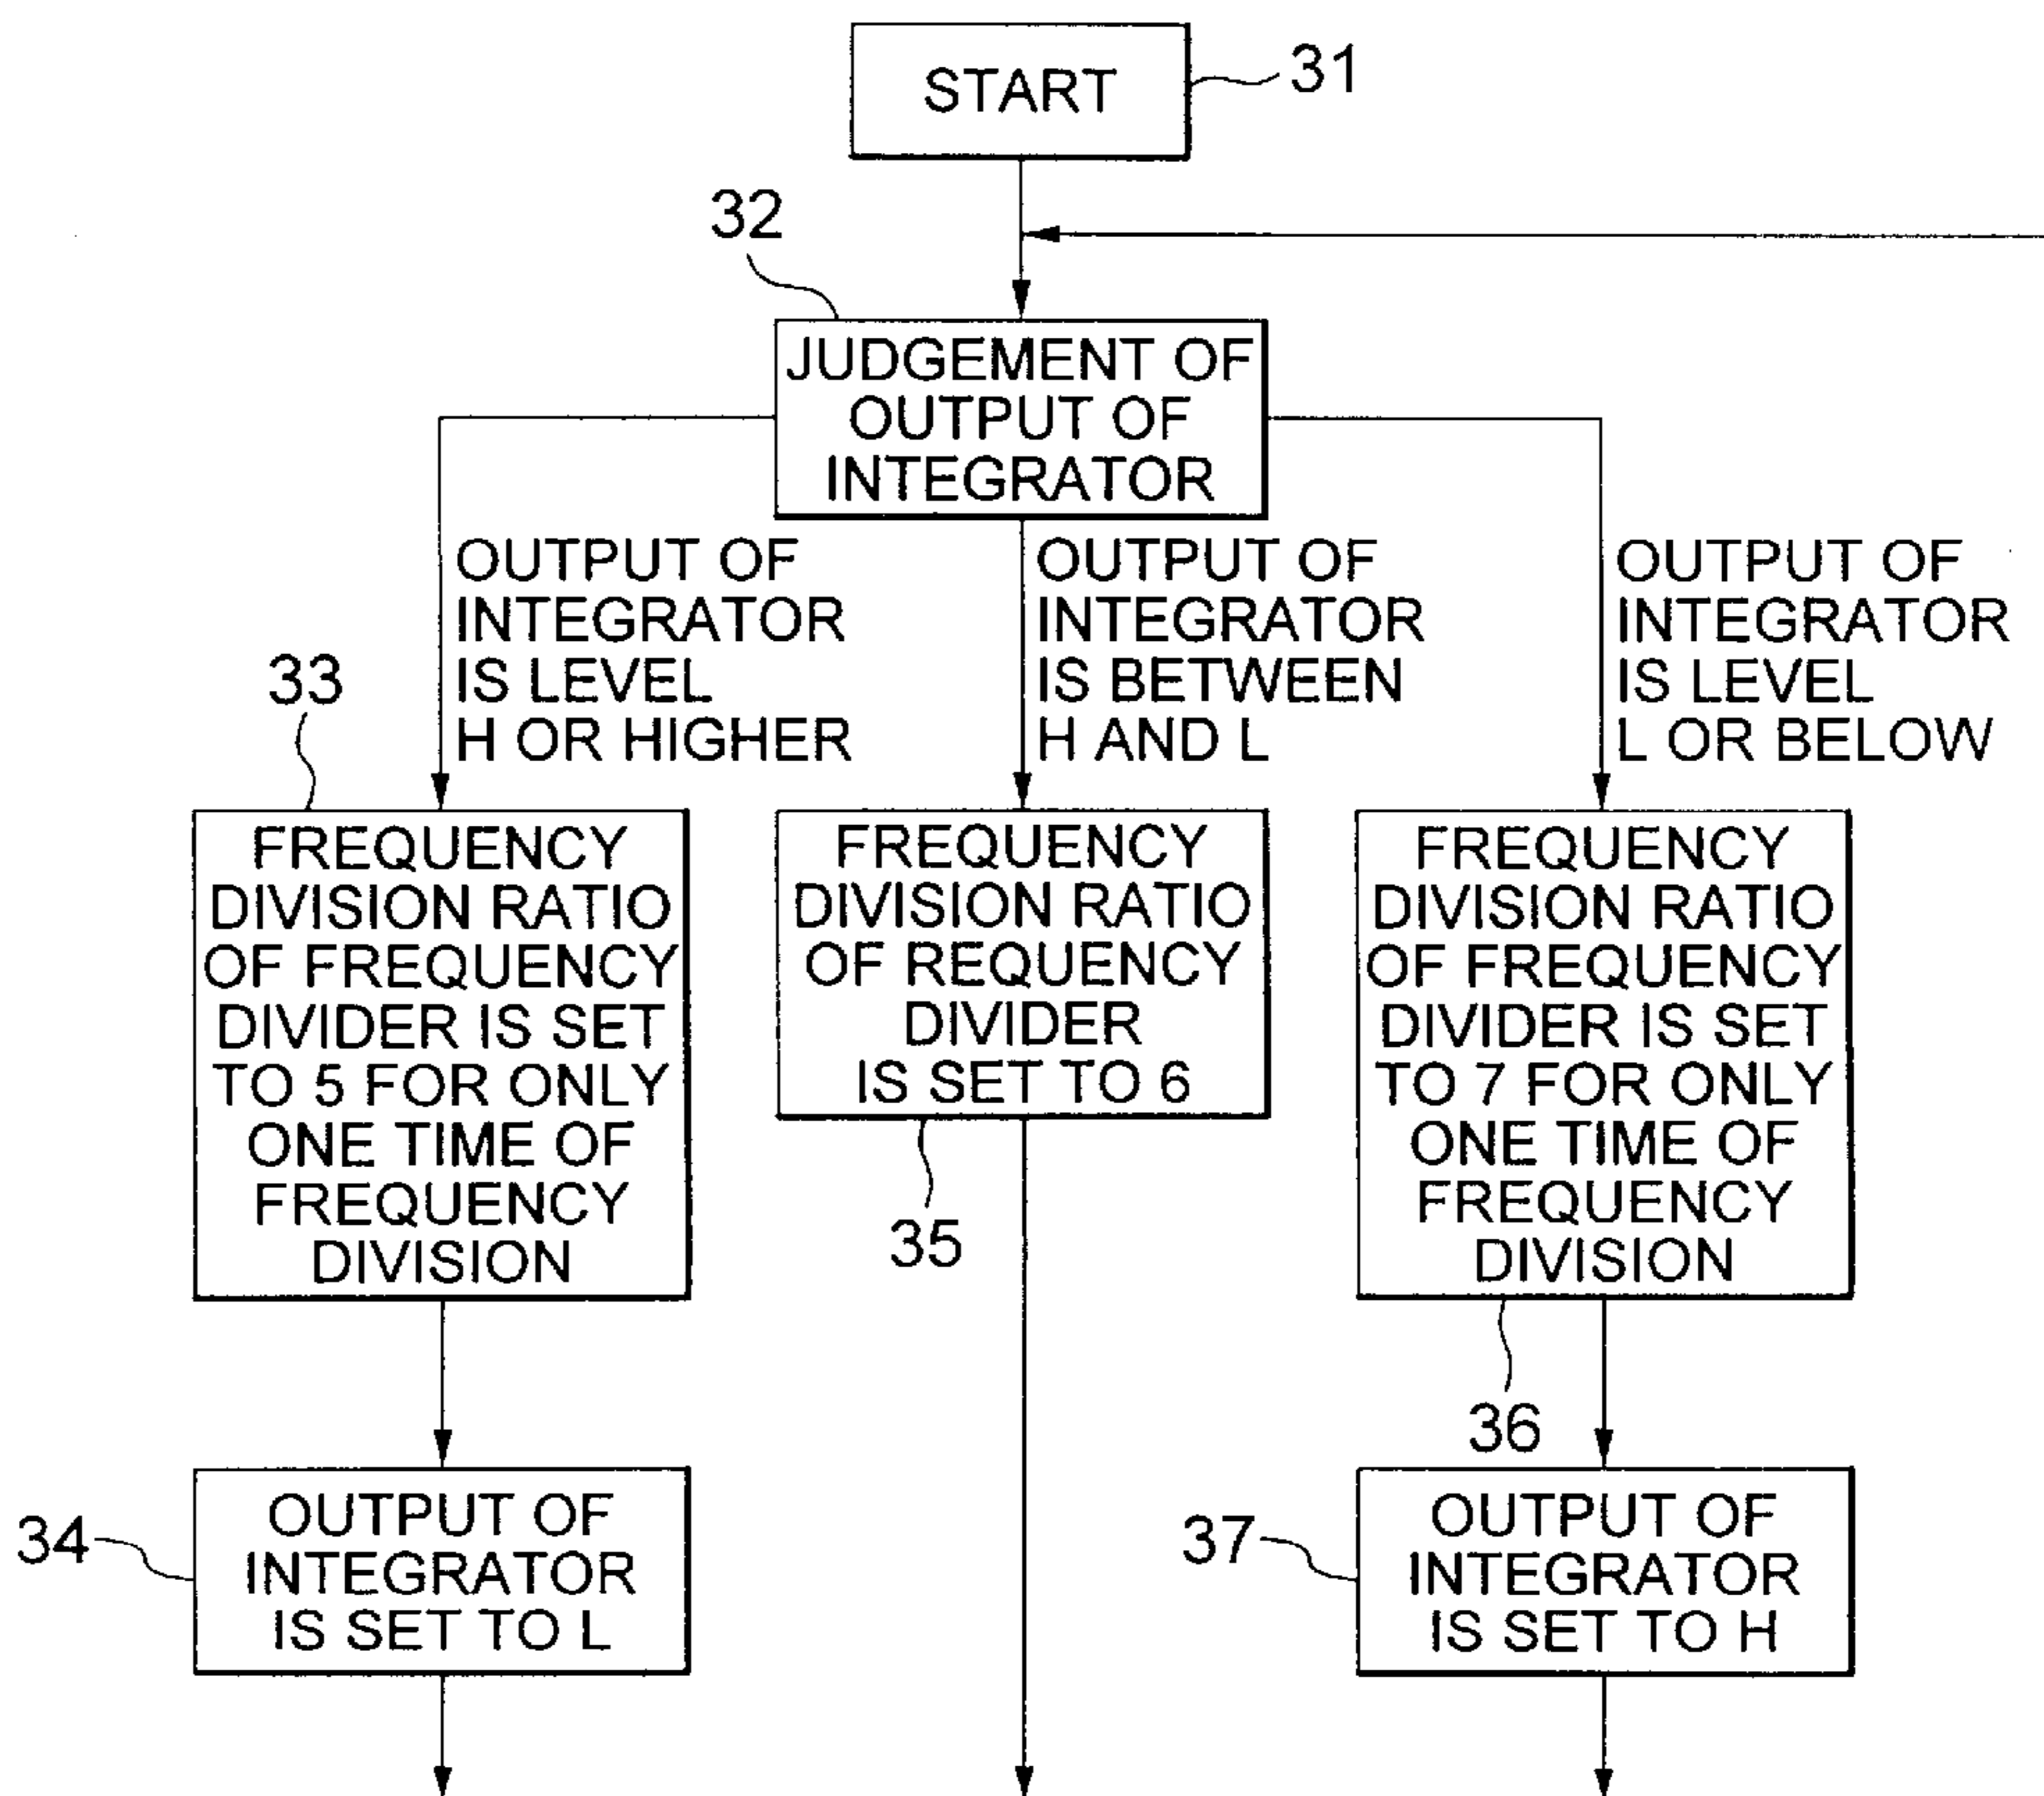 START
31
32
JUDGEMENT OF
OUTPUT OF
INTEGRATOR
OUTPUT OF
INTEGRATOR
IS LEVEL
H OR HIGHER
OUTPUT OF
INTEGRATOR
IS BETWEEN
H AND L
OUTPUT OF
INTEGRATOR
IS LEVEL
L OR BELOW
33
FREQUENCY
DIVISION RATIO
OF FREQUENCY
DIVIDER IS SET
TO 5 FOR ONLY
ONE TIME OF
FREQUENCY
DIVISION
FREQUENCY
DIVISION RATIO
OF REQUENCY
DIVIDER
IS SET TO 6
35
FREQUENCY
DIVISION RATIO
OF FREQUENCY
DIVIDER IS SET
TO 7 FOR ONLY
ONE TIME OF
FREQUENCY
DIVISION
36
34
OUTPUT OF
INTEGRATOR
IS SET TO L
37
OUTPUT OF
INTEGRATOR
IS SET TO H